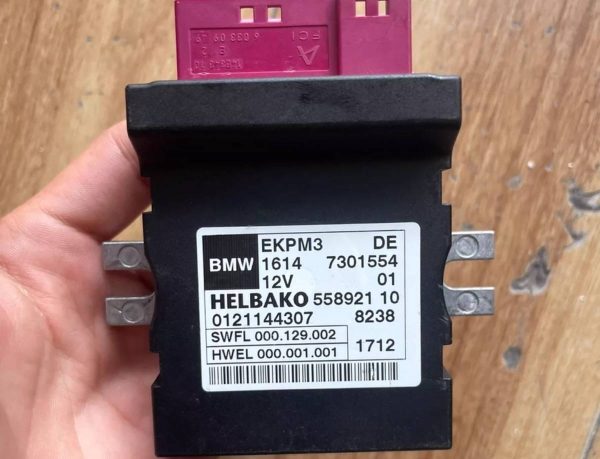 FCI
A
BMW
EKPM3 DE
1614 7301554
12V 01
HELBAKO 558921 10
0121144307 8238
SWFL 000.129.002
HWEL 000.001.001 1712